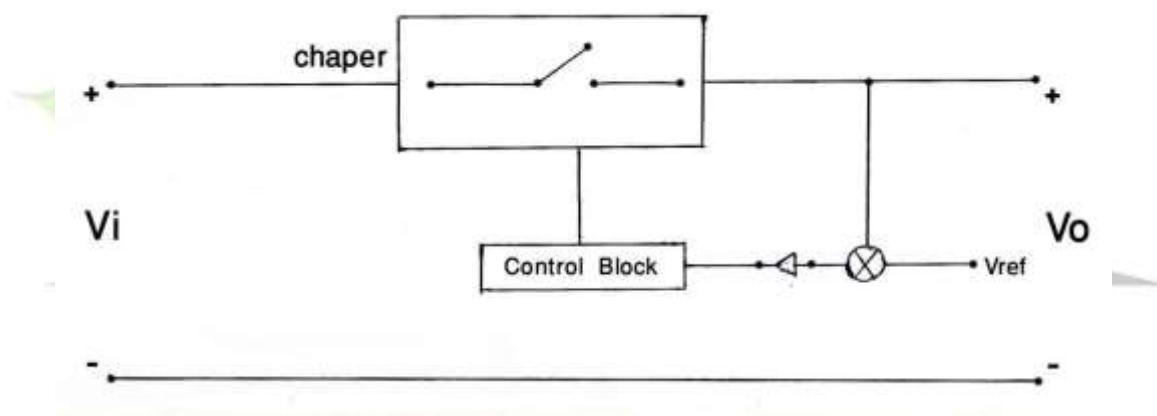 chaper
+
+
Vi
Vo
Control Block
Vref
-
-